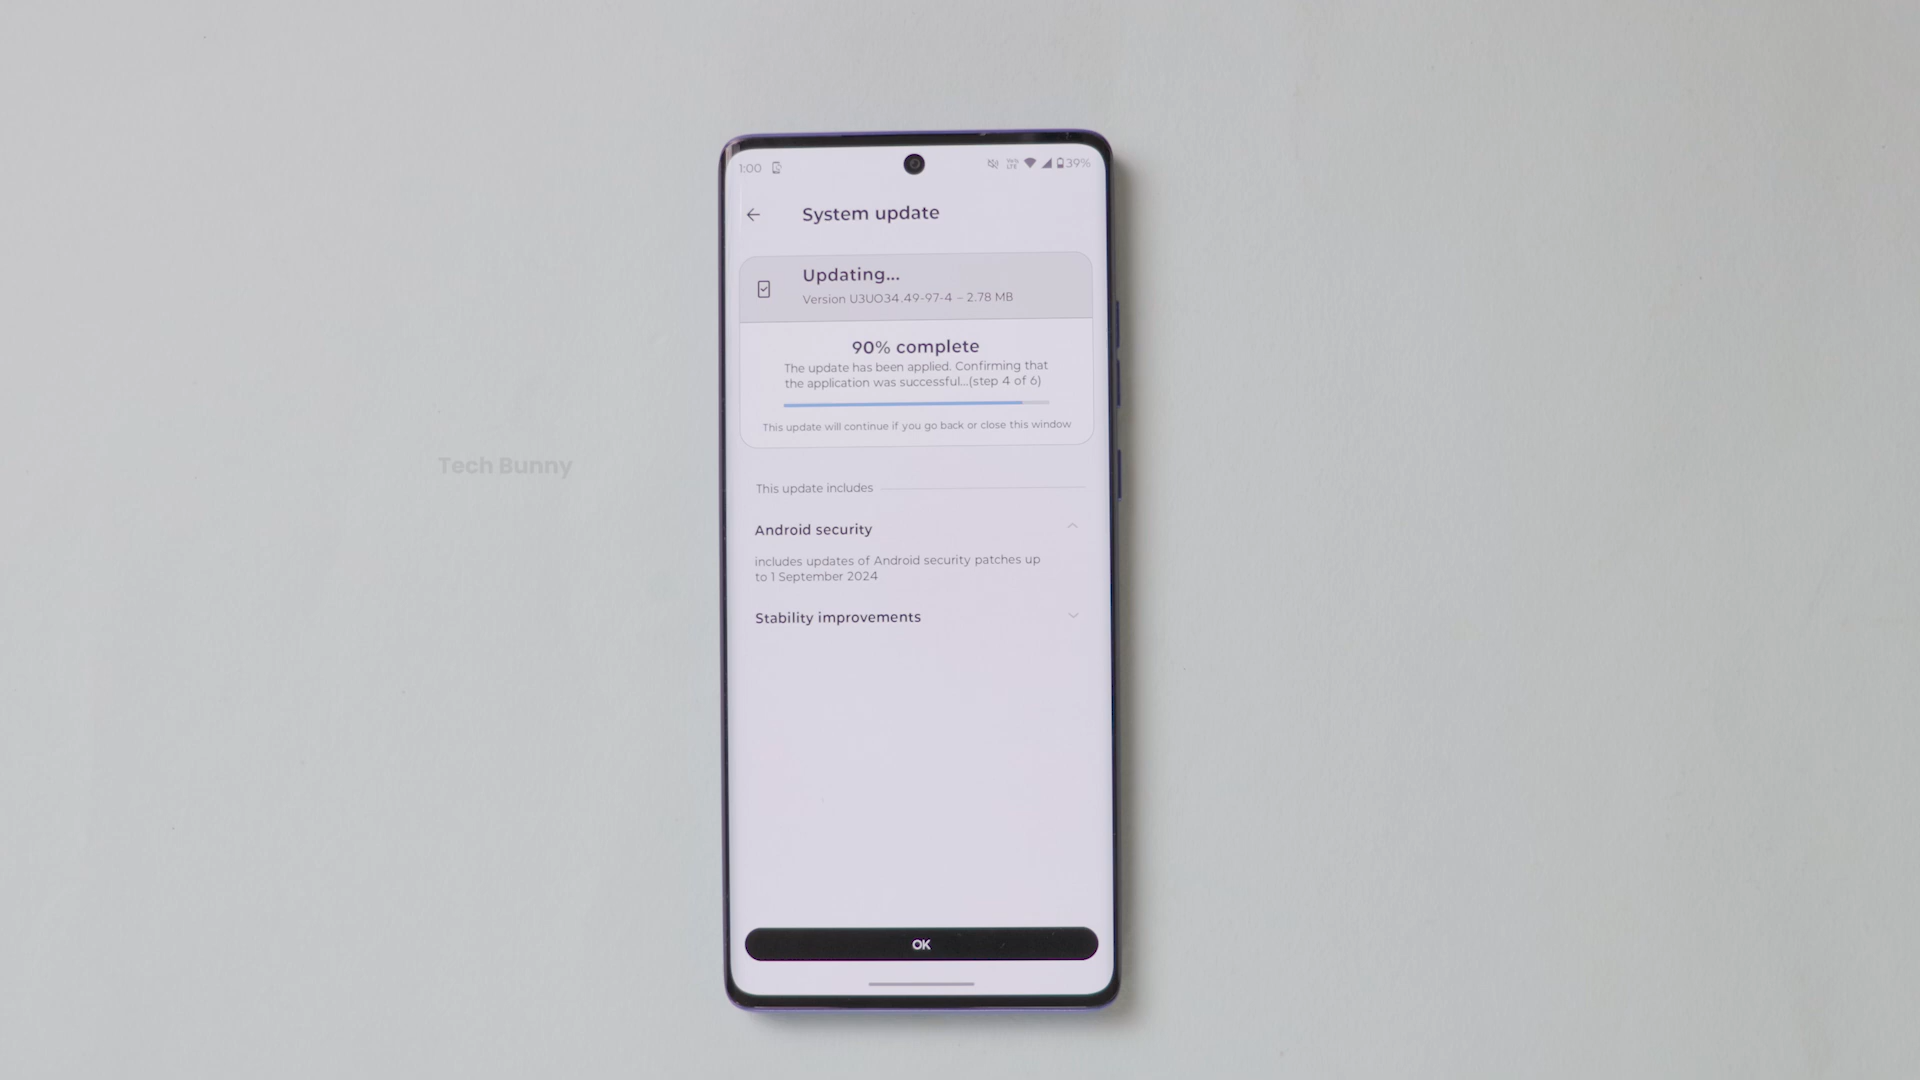 1:00
39%
System update
Updating...
Version U3UO34.49-97-4 – 2.78 MB
90% complete
The update has been applied. Confirming that
the application was successful...(step 4 of 6)
This update will continue if you go back or close this window
Tech Bunny
This update includes
Android security
includes updates of Android security patches up
to 1 September 2024
Stability improvements
OK